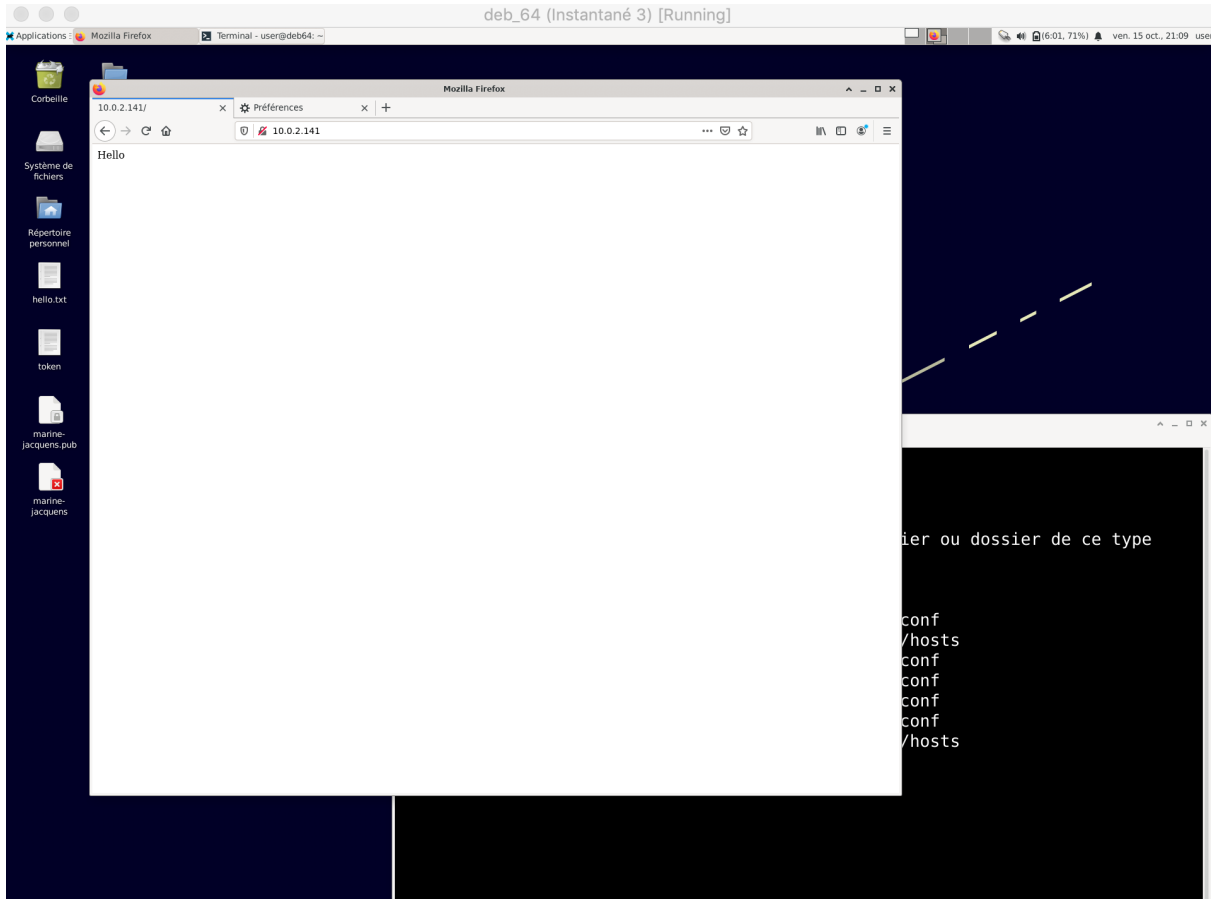 deb_64 (Instantané 3) [Running]
Applications : Mozilla Firefox Terminal - user@deb64: ~ (6:01, 71%) ven. 15 oct., 21:09 user
Mozilla Firefox
10.0.2.141/ Préférences
10.0.2.141
Hello
Corbeille
Système de
fichiers
Répertoire
personnel
hello.txt
token
marine-
jacquens.pub
marine-
jacquens
ier ou dossier de ce type
conf
/hosts
conf
conf
conf
conf
/hosts